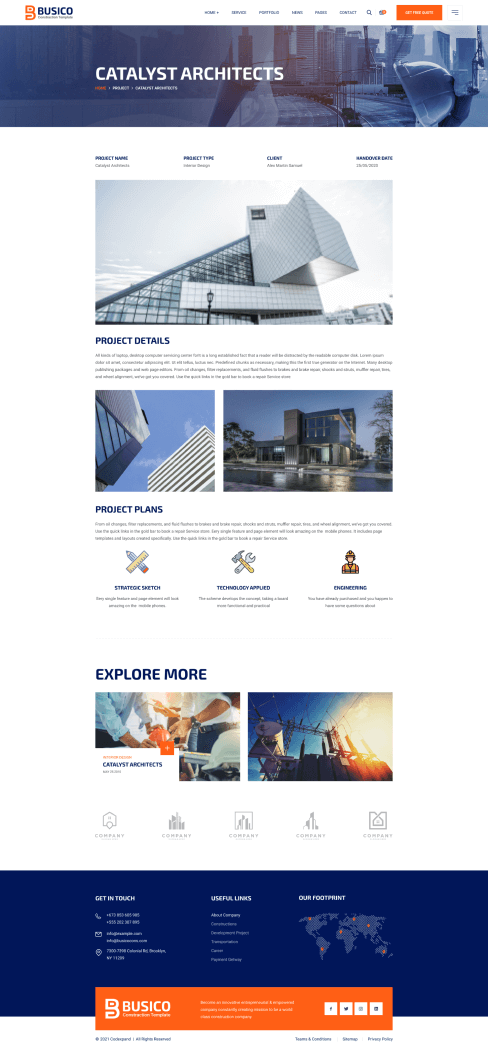 BUSICO
Construction Template
HOME
SERVICE
PORTFOLIO
NEWS
PAGES
CONTACT
GET FREE QUOTE
CATALYST ARCHITECTS
HOME
PROJECT
CATALYST ARCHITECTS
PROJECT NAME
Catalyst Architects
PROJECT TYPE
Interior Design
CLIENT
Alex Martin Samuel
HANDOVER DATE
25/05/2020
PROJECT DETAILS
All kinds of laptop, desktop computer servicing center forti is a long established fact that a reader will be distracted by the readable computer disk. Lorem ipsum
dolor sit amet, consectetur adipiscing elit. Ut elit tellus, luctus nec. Predefined chunks as necessary, making this the first true generator on the Internet. Many desktop
publishing packages and web page editors. From oil changes, filter replacements, and fluid flushes to brakes and brake repair, shocks and struts, muffler repair, tires,
and wheel alignment, we've got you covered. Use the quick links in the gold bar to book a repair Service store.
PROJECT PLANS
From oil changes, filter replacements, and fluid flushes to brakes and brake repair, shocks and struts, muffler repair, tires, and wheel alignment, we've got you covered.
Use the quick links in the gold bar to book a repair Service store. Eery single feature and page element will look amazing on the mobile phones. It includes page
templates and layouts created specifically. Use the quick links in the gold bar to book a repair Service store.
STRATEGIC SKETCH
Eery single feature and page element will look
amazing on the mobile phones
TECHNOLOGY APPLIED
The scheme develops the concept taking a board
more functional and practical
ENGINEERING
You have already purchased and you happen to
have some questions about
EXPLORE MORE
INTERIOR DESIGN
CATALYST ARCHITECTS
COMPANY
COMPANY
COMPANY
COMPANY
COMPANY
GET IN TOUCH
+673 853 665 985
+555 202 387 895
info@example.com
info@businessco.com
7300-7398 Colonial Rd, Brooklyn,
NY 11209
USEFUL LINKS
About Company
Constructions
Development Project
Transportation
Career
Payment Getway
OUR FOOTPRINT
BUSICO
Construction Template
Become an innovative entrepreneurial & empowered
company constantly creating mission to be a world
class construction company
© 2021 Codexpand | All Rights Reserved
Teams & Conditions
Sitemap
Privacy Policy